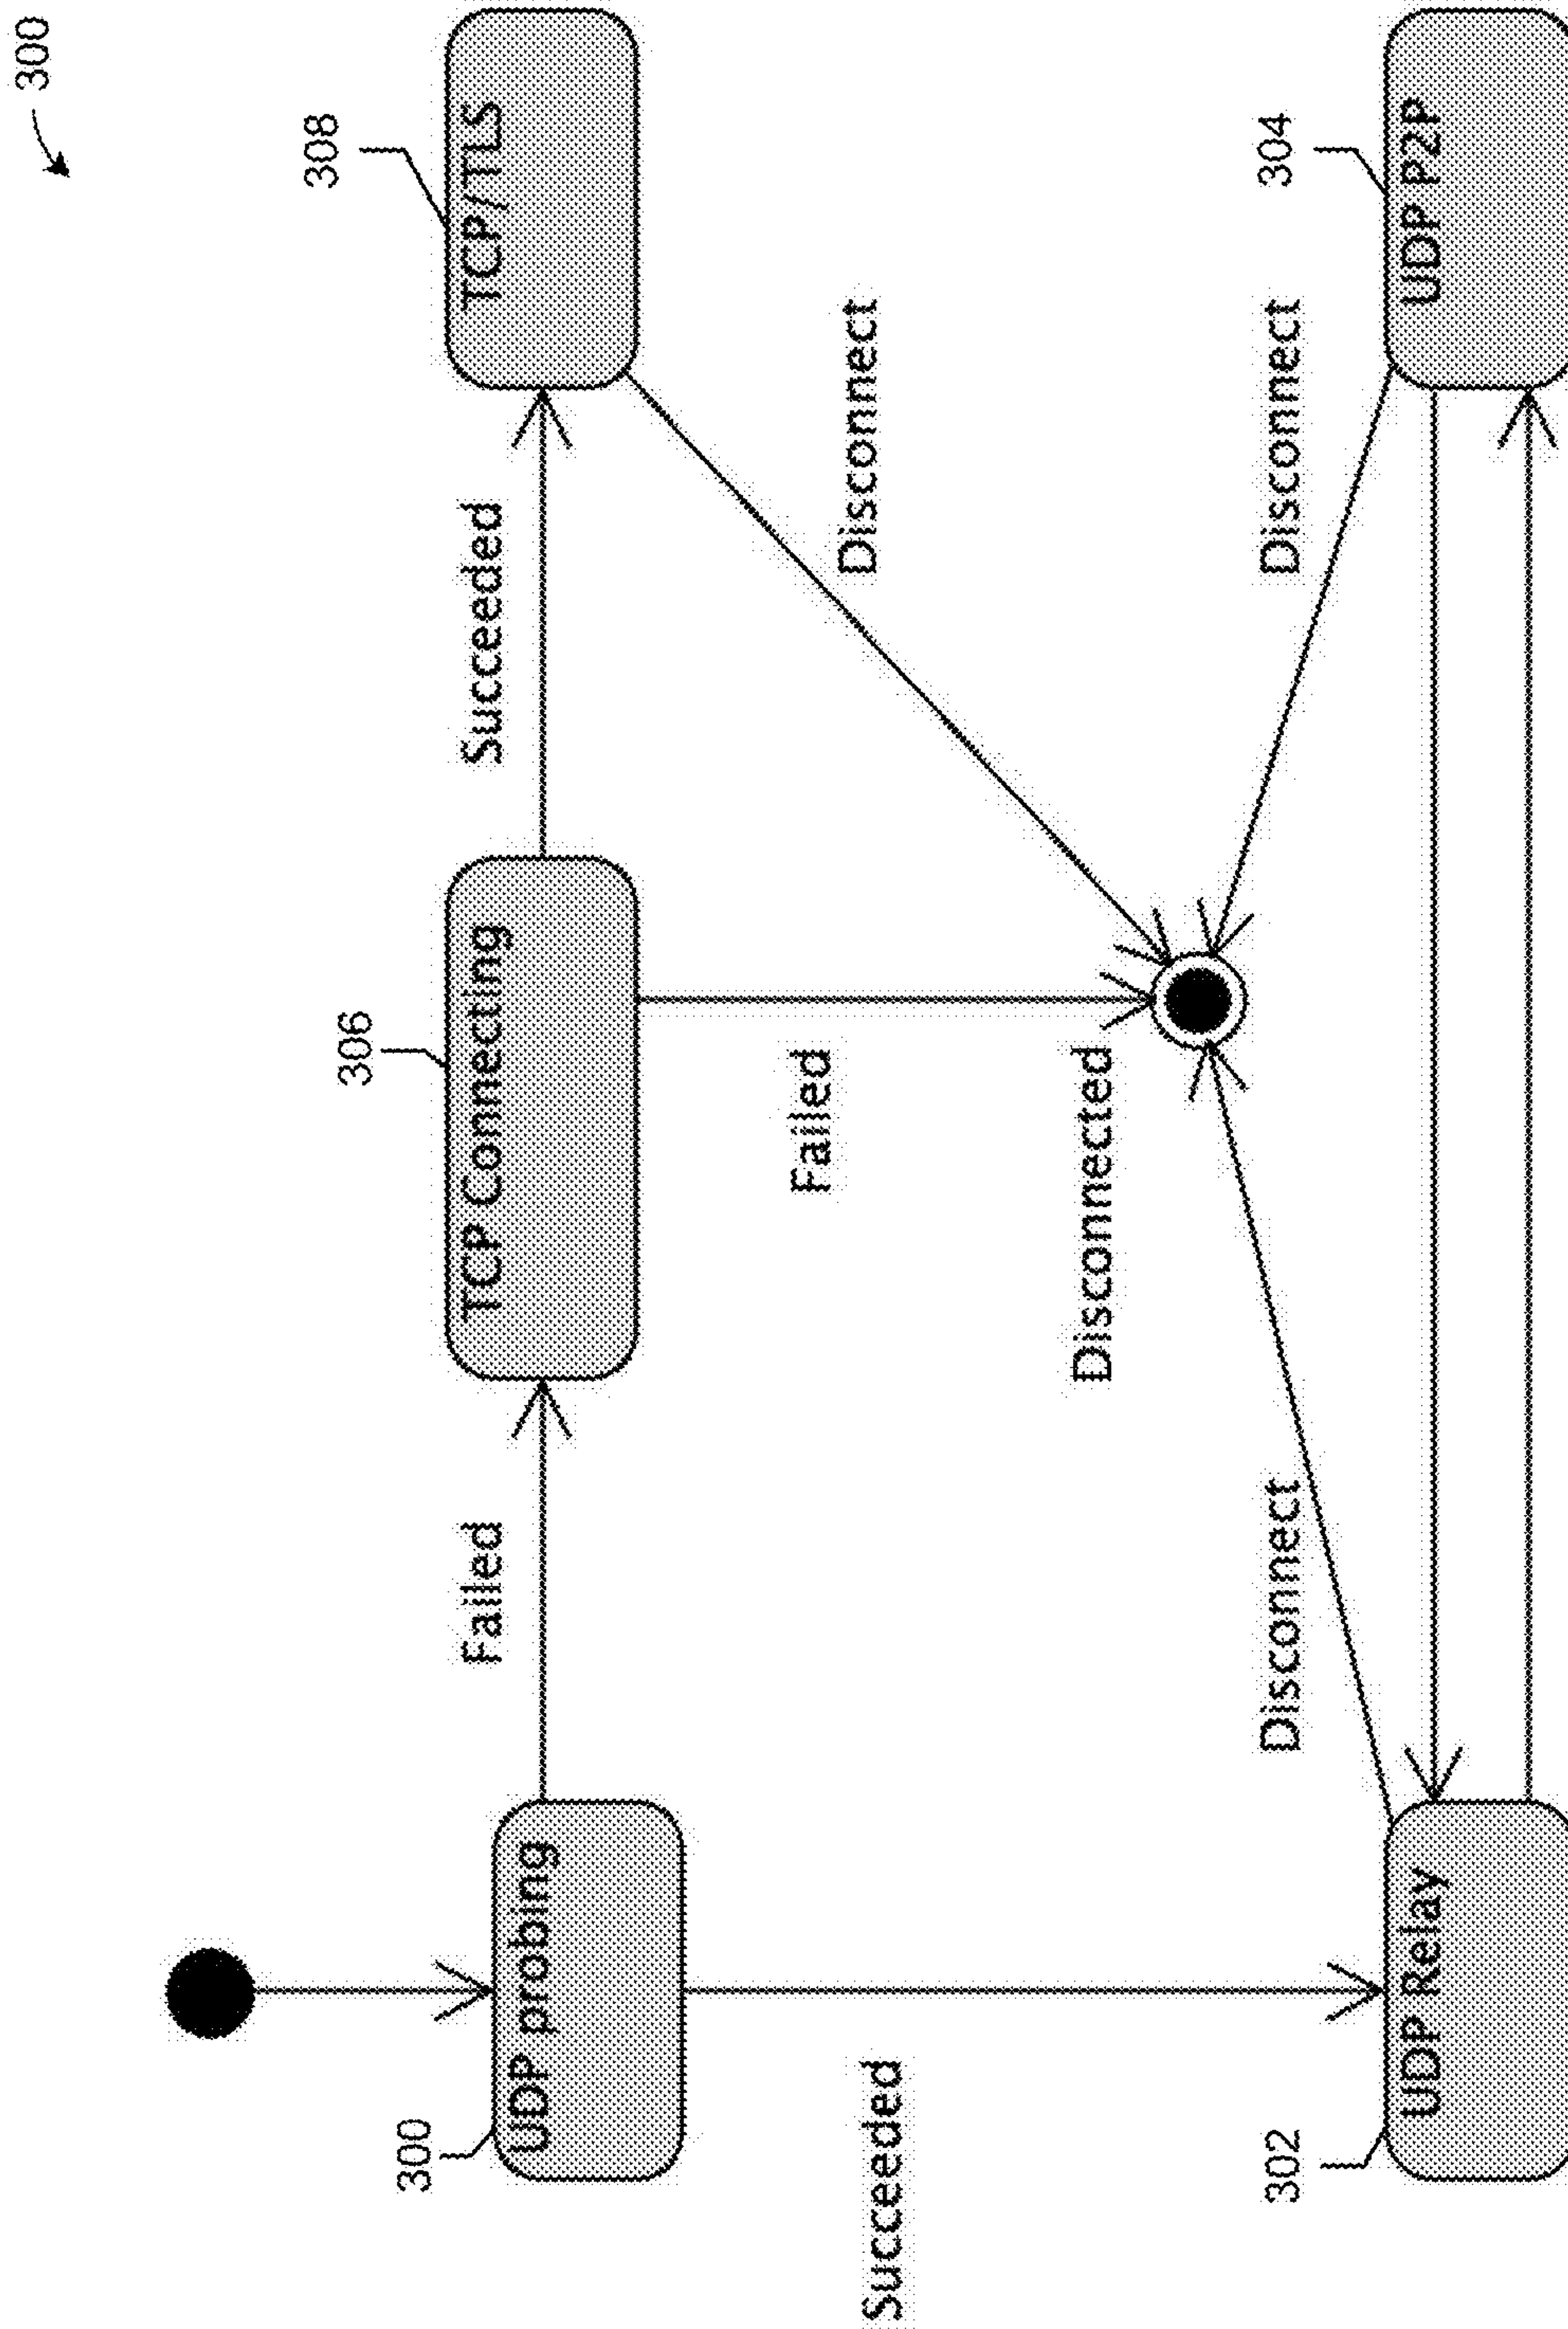 300
308
TCP/TLS
Succeeded
306
TCP Connecting
Failed
300
UDP probing
Disconnect
Failed
Disconnected
Succeeded
304
UDP P2P
Disconnect
Disconnect
302
UDP Relay